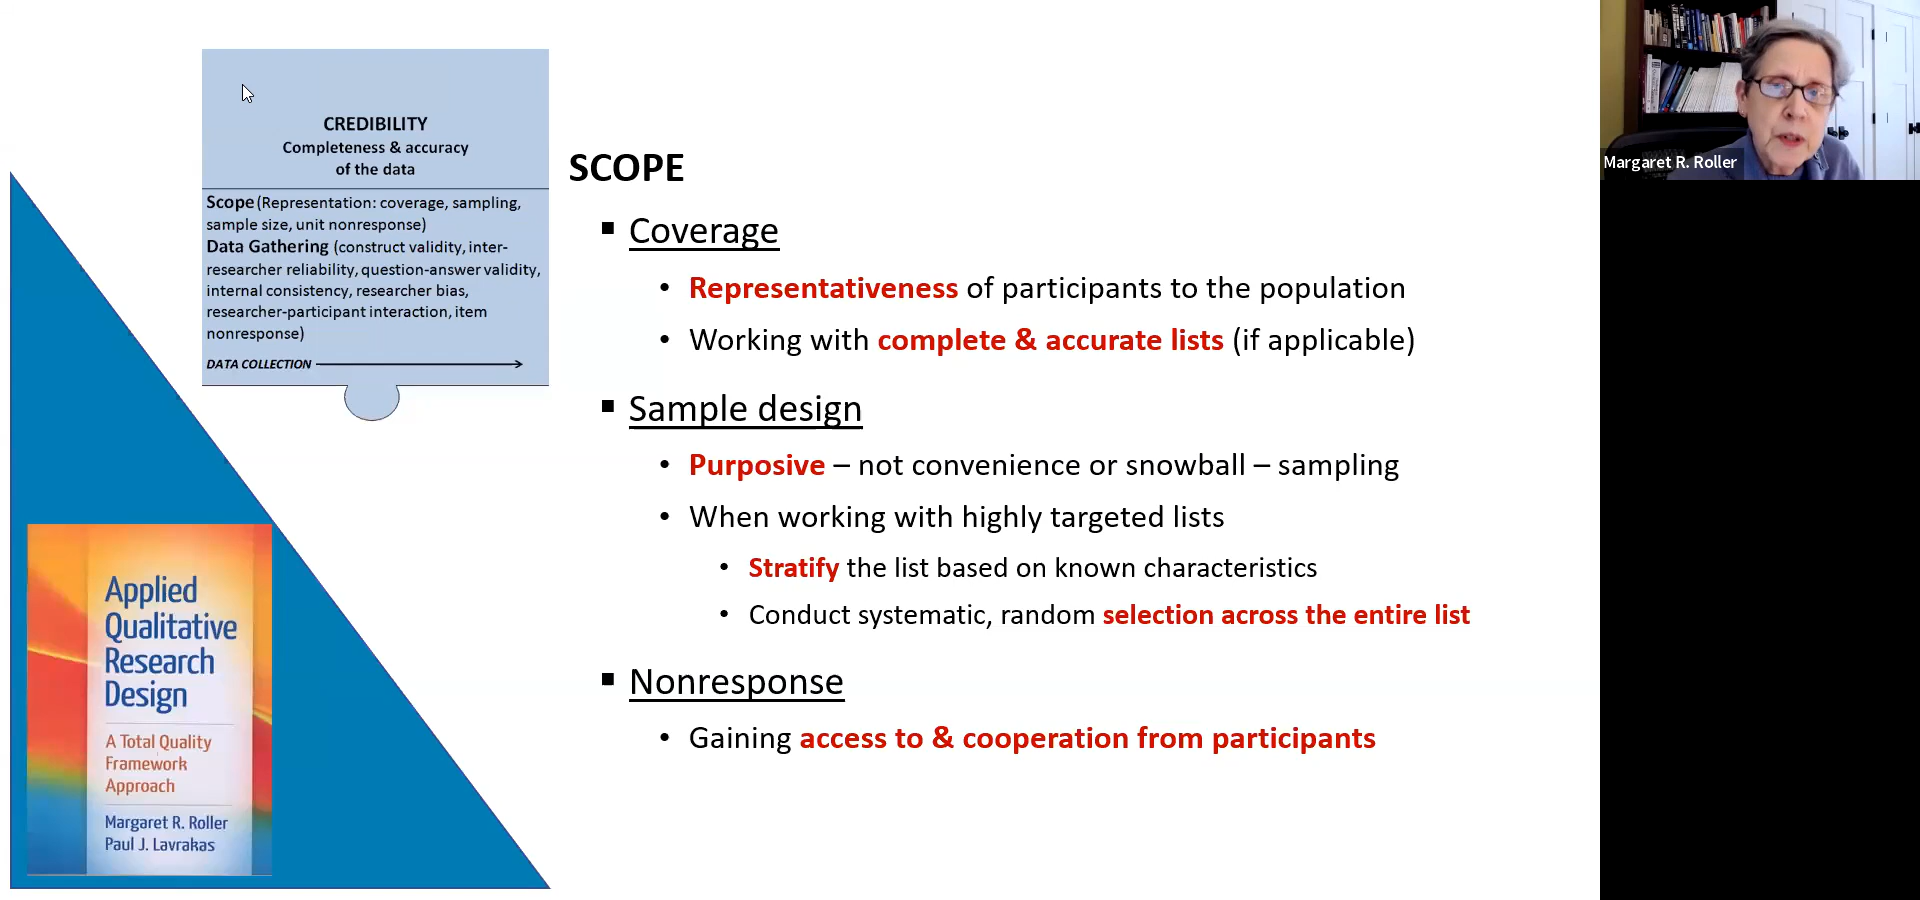 CREDIBILITY
Completeness & accuracy
of the data
Scope (Representation: coverage, sampling,
sample size, unit nonresponse)
Data Gathering (construct validity, inter-
researcher reliability, question-answer validity,
internal consistency, researcher bias,
researcher-participant interaction, item
nonresponse)
DATA COLLECTION
SCOPE
Coverage
Representativeness of participants to the population
Working with complete & accurate lists (if applicable)
Sample design
Purposive – not convenience or snowball – sampling
When working with highly targeted lists
Stratify the list based on known characteristics
Conduct systematic, random selection across the entire list
Nonresponse
Gaining access to & cooperation from participants
Applied
Qualitative
Research
Design
A Total Quality
Framework
Approach
Margaret R. Roller
Paul J. Lavrakas
Margaret R. Roller